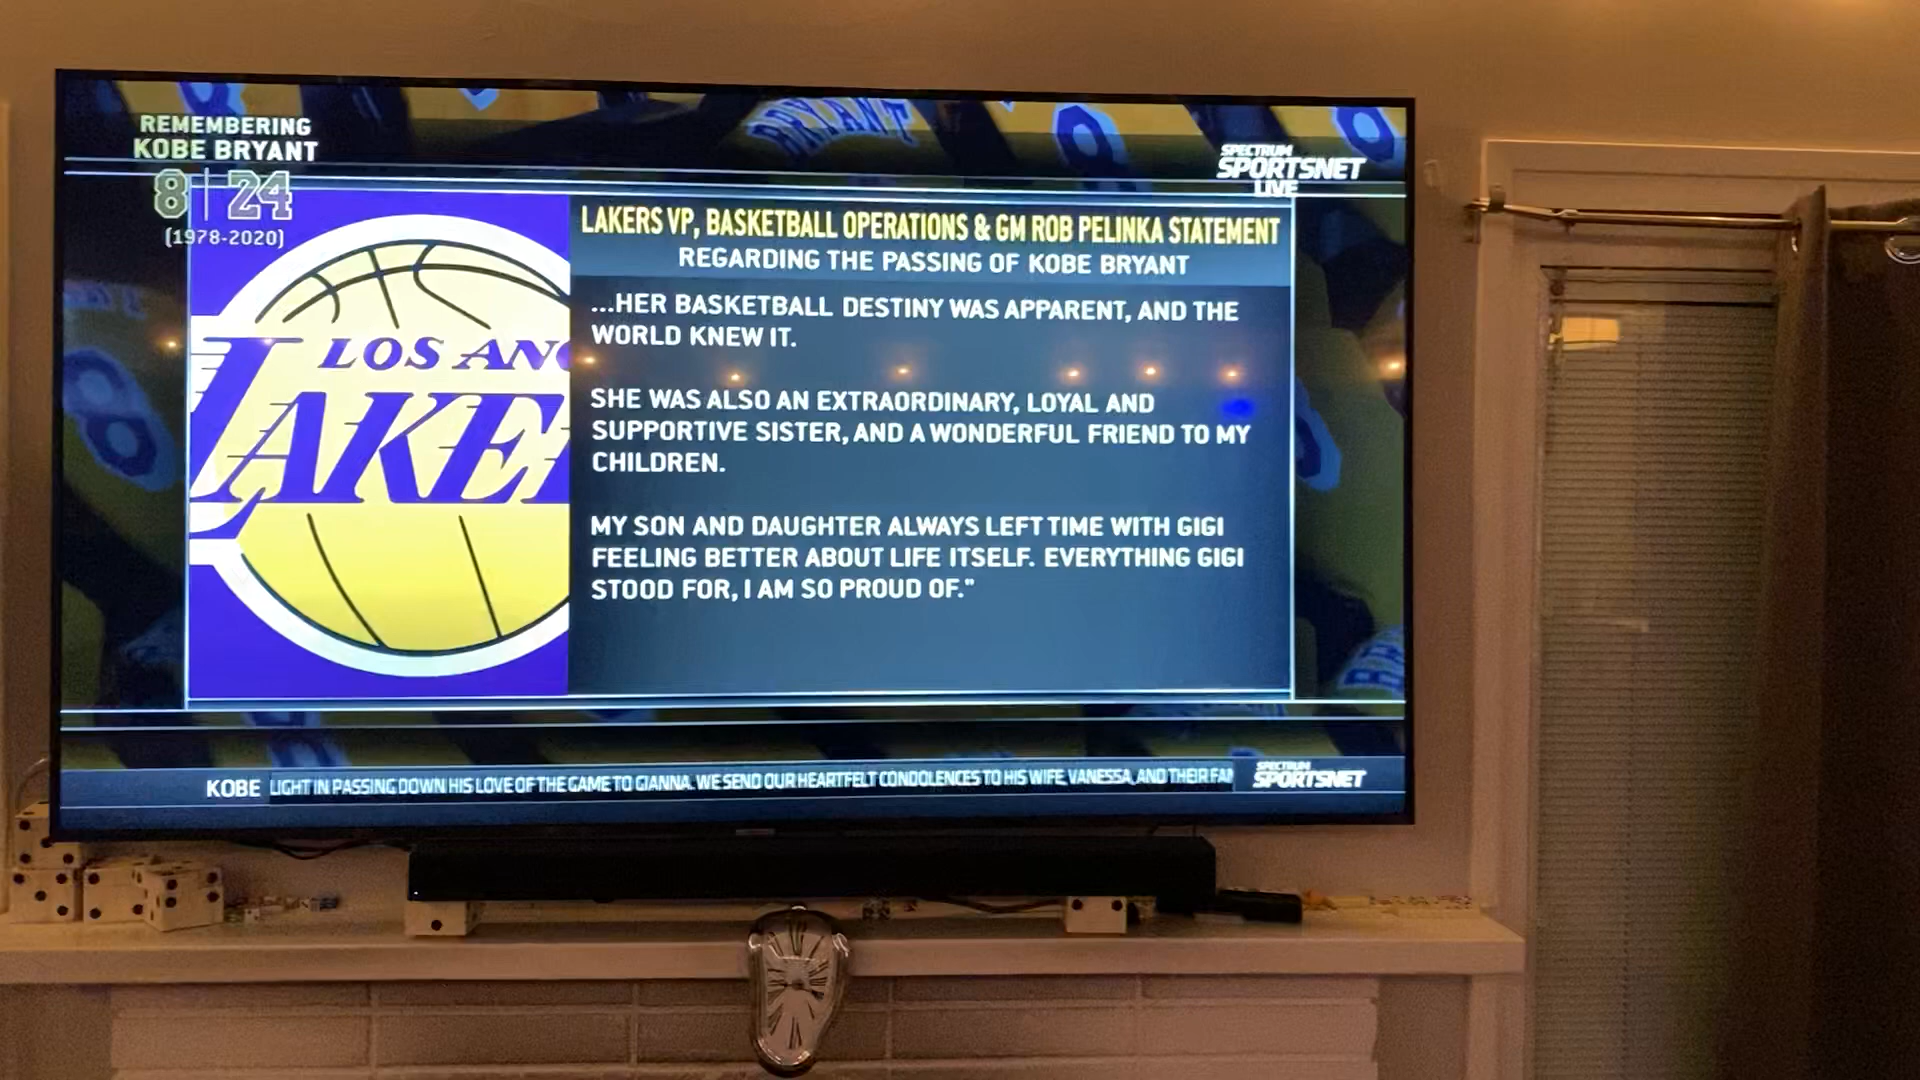 REMEMBERING
KOBE BRYANT
8 | 24
(1978-2020)
BRYANT
8
8
8
SPECTRUM
SPORTSNET
LIVE
LOS ANG
LAKE
LAKERS VP, BASKETBALL OPERATIONS & GM ROB PELINKA STATEMENT
REGARDING THE PASSING OF KOBE BRYANT
...HER BASKETBALL DESTINY WAS APPARENT, AND THE
WORLD KNEW IT.
SHE WAS ALSO AN EXTRAORDINARY, LOYAL AND
SUPPORTIVE SISTER, AND A WONDERFUL FRIEND TO MY
CHILDREN.
MY SON AND DAUGHTER ALWAYS LEFT TIME WITH GIGI
FEELING BETTER ABOUT LIFE ITSELF. EVERYTHING GIGI
STOOD FOR, I AM SO PROUD OF."
KOBE LIGHT IN PASSING DOWN HIS LOVE OF THE GAME TO GIANNA. WE SEND OUR HEARTFELT CONDOLENCES TO HIS WIFE, VANESSA, AND THEIR FAM
SPECTRUM
SPORTSNET